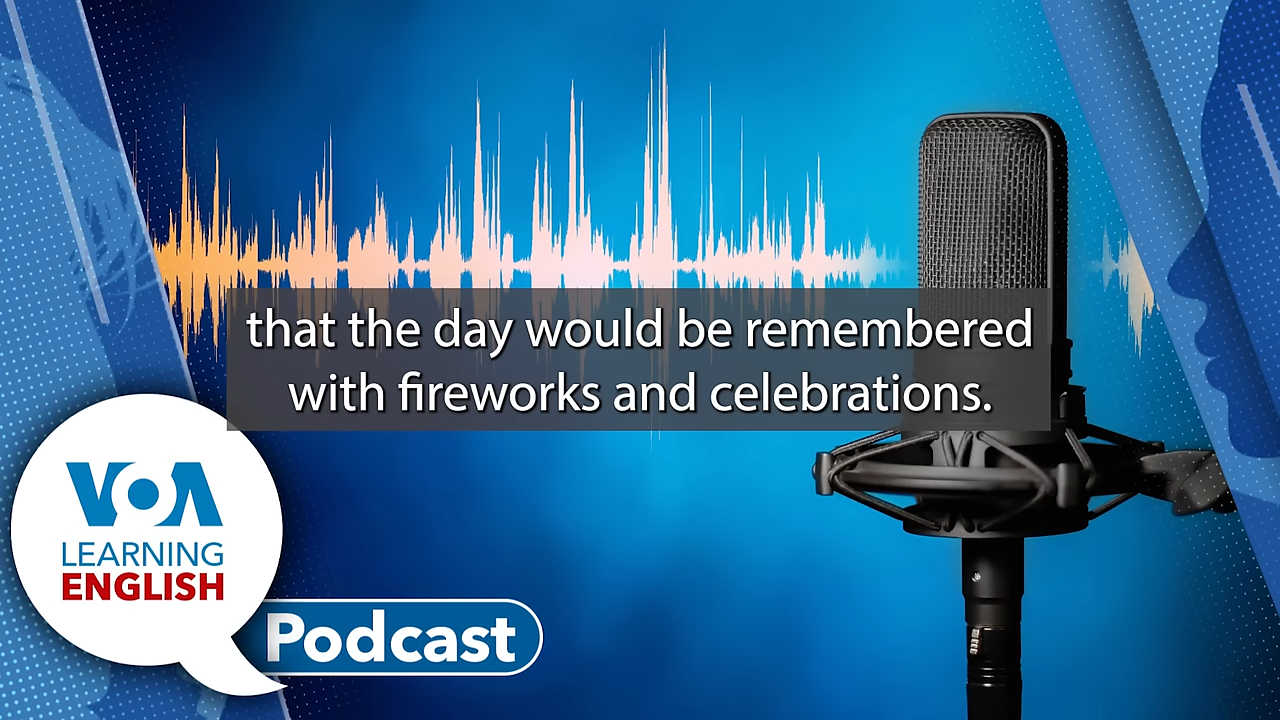 that the day would be remembered
with fireworks and celebrations.
VOA
LEARNING
ENGLISH
Podcast